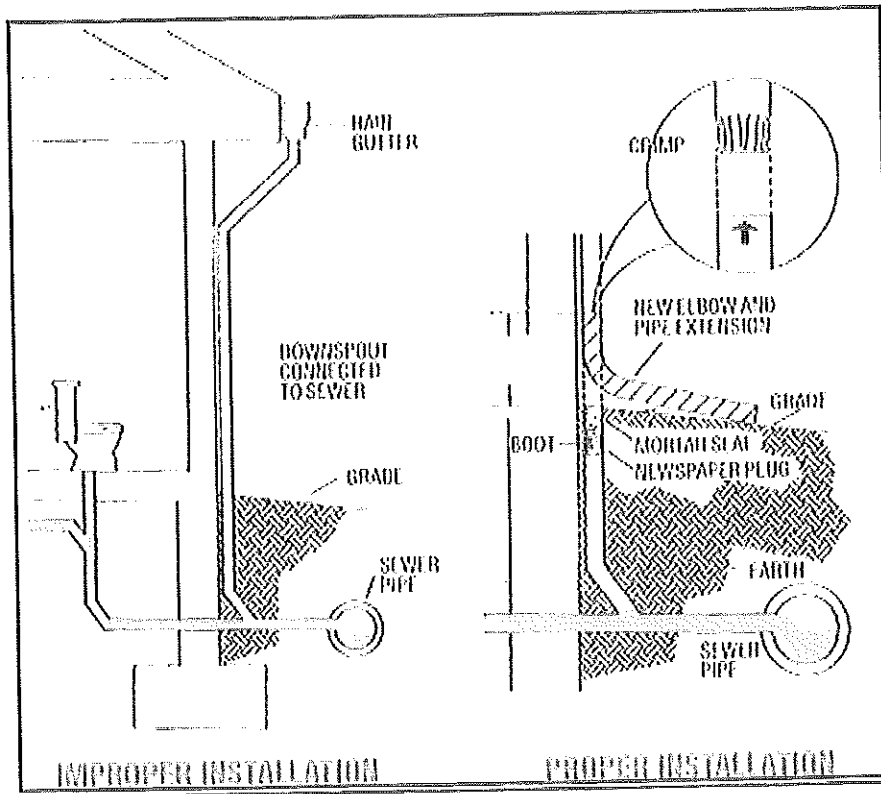 RAIN
GUTTER
DOWNSPOUT
CONNECTED
TO SEWER
GRADE
SEWER
PIPE
IMPROPER INSTALLATION
CRIMP
NEW ELBOW AND
PIPE EXTENSION
GRADE
BOOT
MORTAR SEAL
NEWSPAPER PLUG
EARTH
SEWER
PIPE
PROPER INSTALLATION